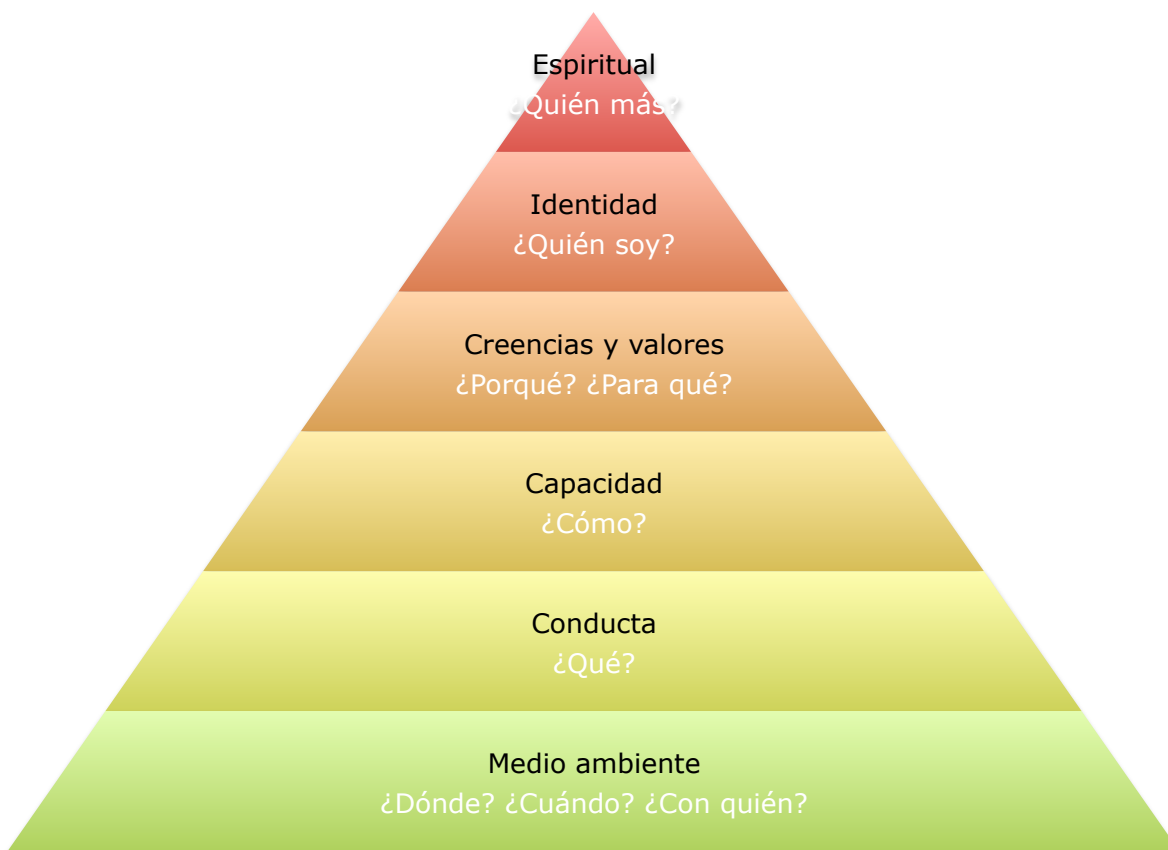 Espiritual
¿Quién más?
Identidad
¿Quién soy?
Creencias y valores
¿Porqué? ¿Para qué?
Capacidad
¿Cómo?
Conducta
¿Qué?
Medio ambiente
¿Dónde? ¿Cuándo? ¿Con quién?